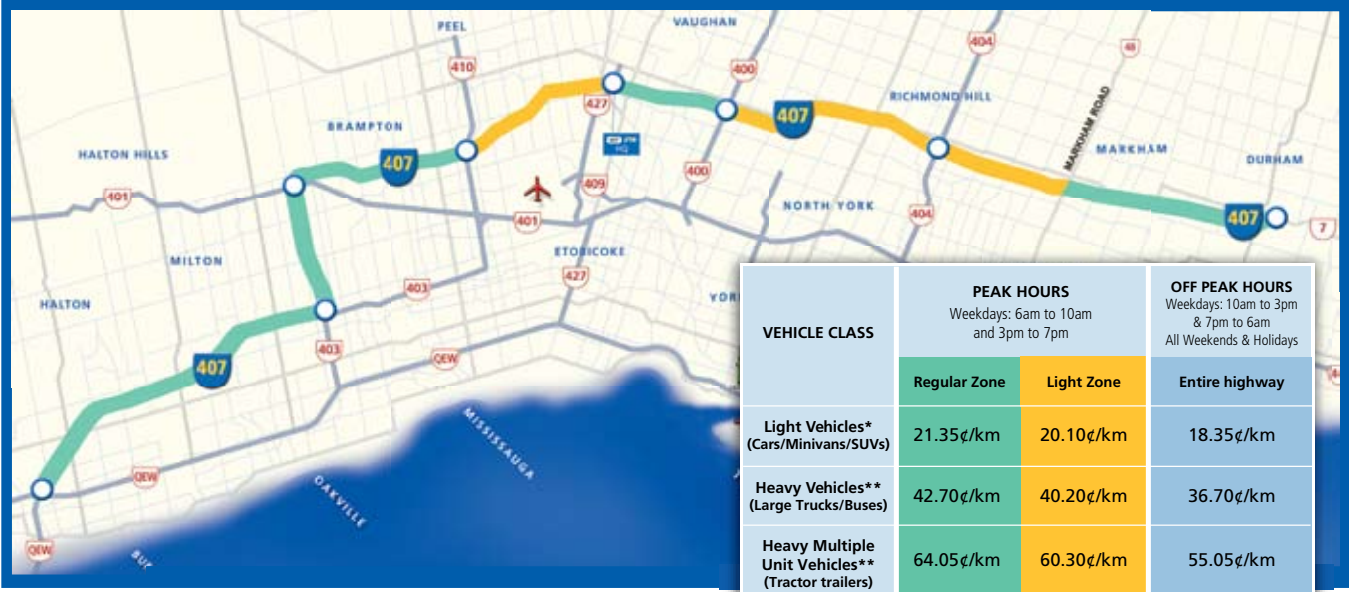 PEEL
VAUGHAN
410
400
404
48
427
RICHMOND HILL
MARKHAM ROAD
BRAMPTON
407
407
MARKHAM
HALTON HILLS
DURHAM
401
409
400
NORTH YORK
404
407
7
401
MILTON
ETOBICOKE
427
HALTON
403
403
QEW
407
MISSISSAUGA
QEW
OAKVILLE
QEW
VEHICLE CLASS
PEAK HOURS
Weekdays: 6am to 10am
and 3pm to 7pm
OFF PEAK HOURS
Weekdays: 10am to 3pm
& 7pm to 6am
All Weekends & Holidays
Regular Zone Light Zone Entire highway
Light Vehicles*
(Cars/Minivans/SUVs)
21.35¢/km 20.10¢/km 18.35¢/km
Heavy Vehicles**
(Large Trucks/Buses)
42.70¢/km 40.20¢/km 36.70¢/km
Heavy Multiple
Unit Vehicles**
(Tractor trailers)
64.05¢/km 60.30¢/km 55.05¢/km